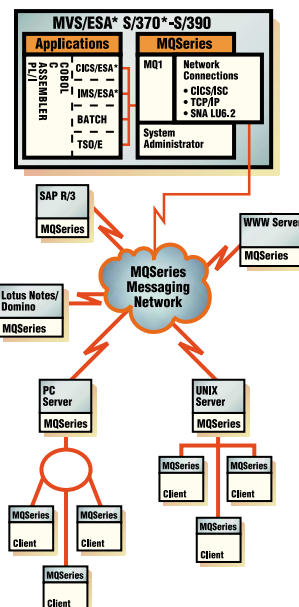 MVS/ESA* S/370*-S/390
Applications
COBOL
C
ASSEMBLER
PL/I
CICS/ESA*
IMS/ESA*
BATCH
TSO/E
MQSeries
MQ1
Network
Connections
• CICS/ISC
• TCP/IP
• SNA LU6.2
System
Administrator
SAP R/3
MQSeries
WWW Server
MQSeries
MQSeries
Messaging
Network
Lotus Notes/
Domino
MQSeries
PC
Server
MQSeries
UNIX
Server
MQSeries
MQSeries
Client
MQSeries
Client
MQSeries
Client
MQSeries
Client
MQSeries
Client
MQSeries
Client